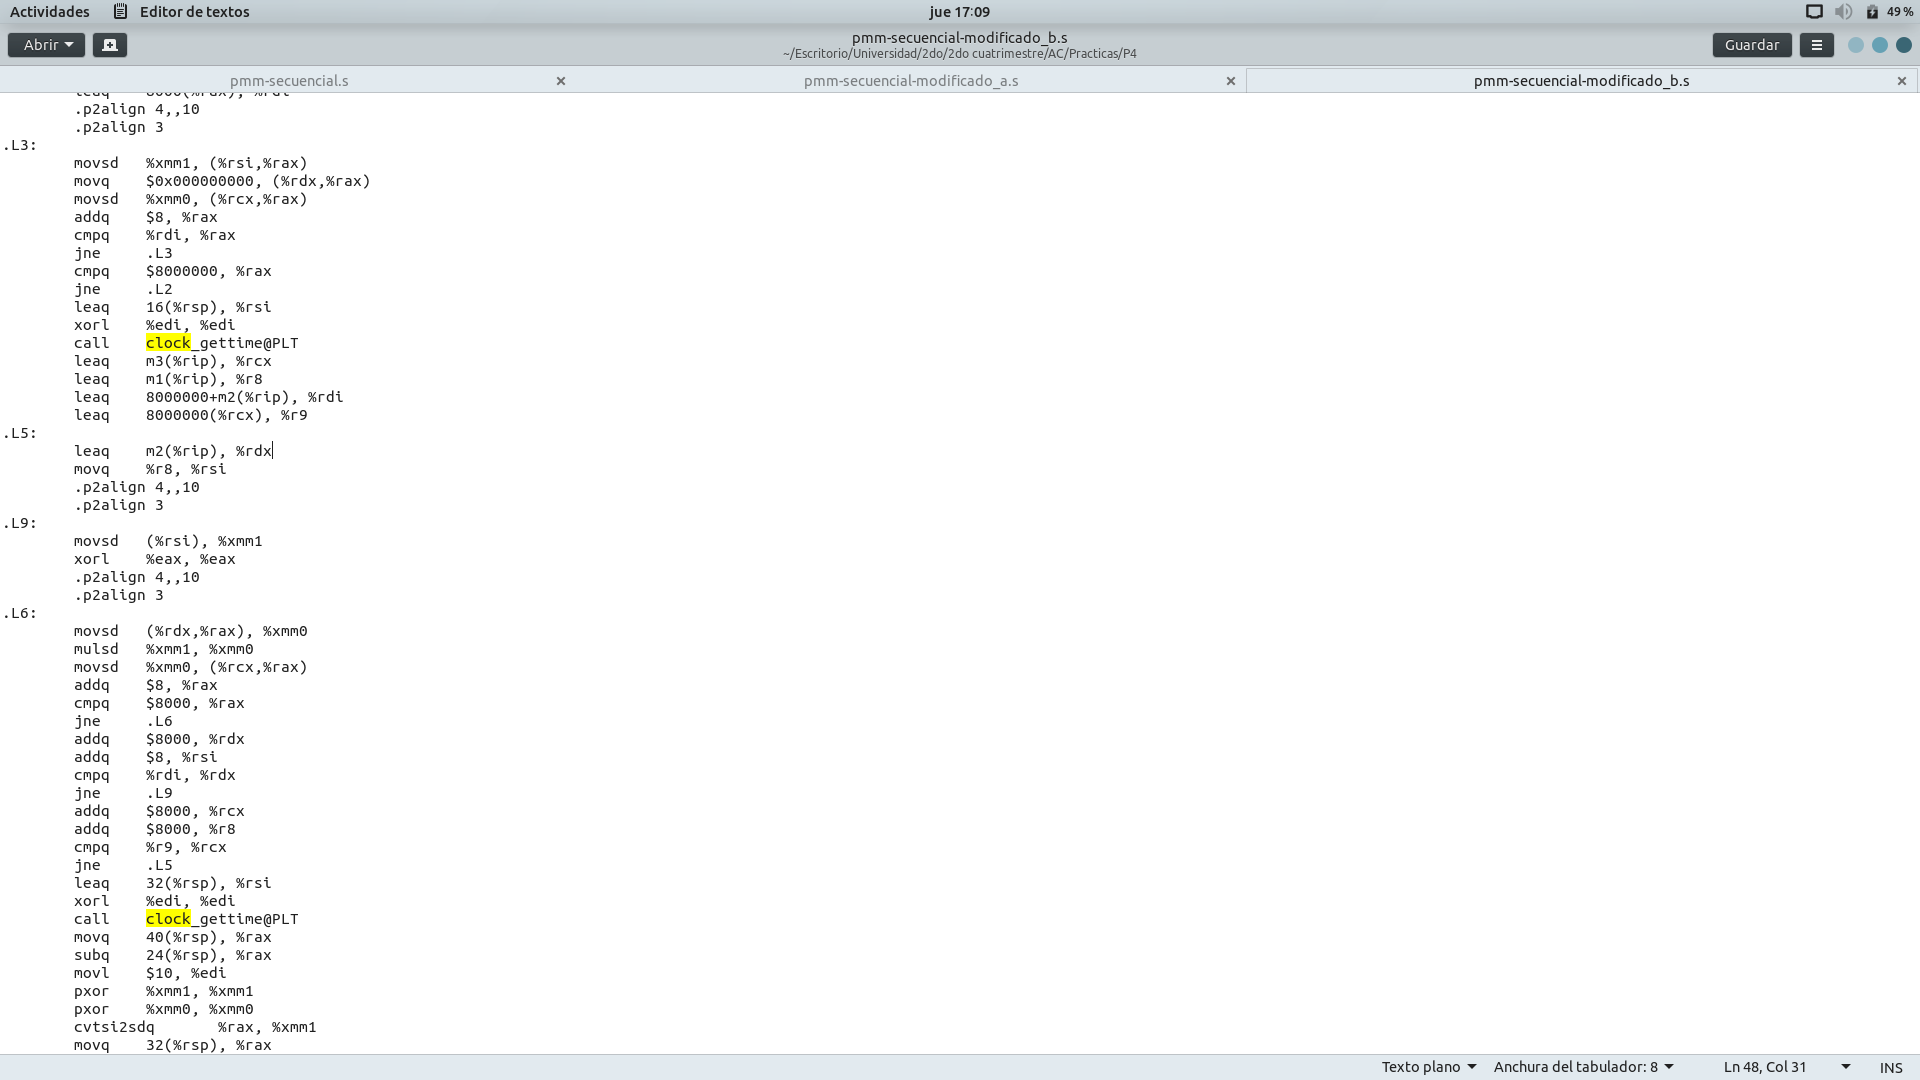 Actividades Editor de textos jue 17:09 49 %
Abrir pmm-secuencial-modificado_b.s Guardar
~/Escritorio/Universidad/2do/2do cuatrimestre/AC/Practicas/P4
pmm-secuencial.s × pmm-secuencial-modificado_a.s × pmm-secuencial-modificado_b.s ×
.p2align 4,,10
.p2align 3
.L3:
movsd %xmm1, (%rsi,%rax)
movq $0x000000000, (%rdx,%rax)
movsd %xmm0, (%rcx,%rax)
addq $8, %rax
cmpq %rdi, %rax
jne .L3
cmpq $8000000, %rax
jne .L2
leaq 16(%rsp), %rsi
xorl %edi, %edi
call clock_gettime@PLT
leaq m3(%rip), %rcx
leaq m1(%rip), %r8
leaq 8000000+m2(%rip), %rdi
leaq 8000000(%rcx), %r9
.L5:
leaq m2(%rip), %rdx
movq %r8, %rsi
.p2align 4,,10
.p2align 3
.L9:
movsd (%rsi), %xmm1
xorl %eax, %eax
.p2align 4,,10
.p2align 3
.L6:
movsd (%rdx,%rax), %xmm0
mulsd %xmm1, %xmm0
movsd %xmm0, (%rcx,%rax)
addq $8, %rax
cmpq $8000, %rax
jne .L6
addq $8000, %rdx
addq $8, %rsi
cmpq %rdi, %rdx
jne .L9
addq $8000, %rcx
addq $8000, %r8
cmpq %r9, %rcx
jne .L5
leaq 32(%rsp), %rsi
xorl %edi, %edi
call clock_gettime@PLT
movq 40(%rsp), %rax
subq 24(%rsp), %rax
movl $10, %edi
pxor %xmm1, %xmm1
pxor %xmm0, %xmm0
cvtsi2sdq %rax, %xmm1
movq 32(%rsp), %rax
Texto plano Anchura del tabulador: 8 Ln 48, Col 31 INS